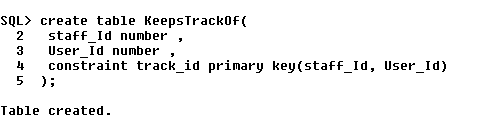 SQL> create table KeepsTrackOf(
2 staff_Id number ,
3 User_Id number ,
4 constraint track_id primary key(staff_Id, User_Id)
5 );
Table created.